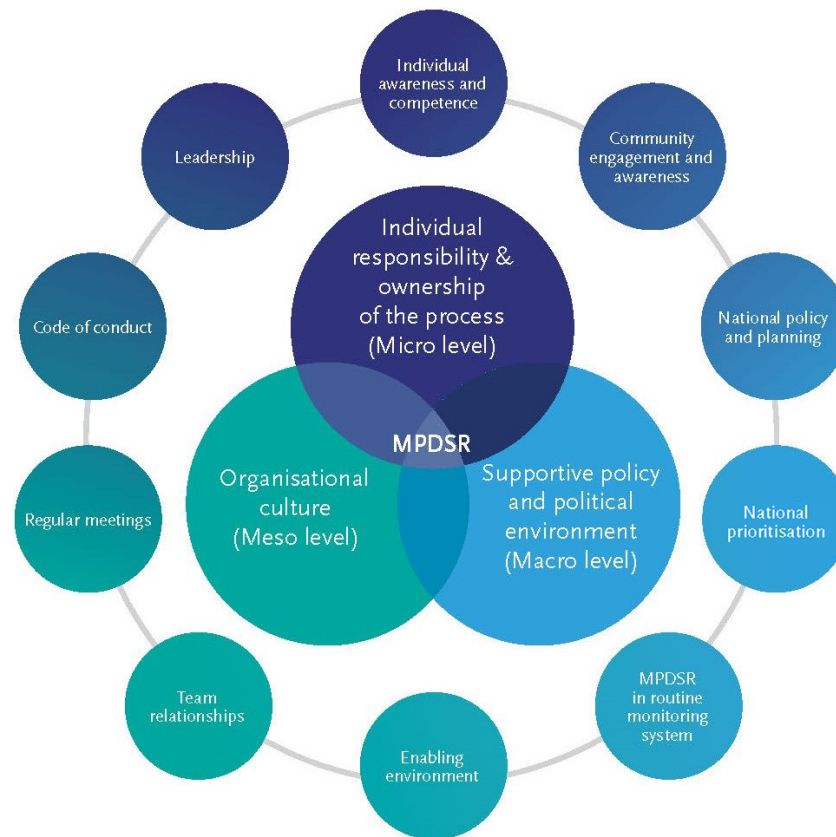 Individual
awareness and
competence
Community
engagement and
awareness
National policy
and planning
National
prioritisation
MPDSR
in routine
monitoring
system
Enabling
environment
Team
relationships
Regular meetings
Code of conduct
Leadership
Individual
responsibility &
ownership
of the process
(Micro level)
MPDSR
Organisational
culture
(Meso level)
Supportive policy
and political
environment
(Macro level)